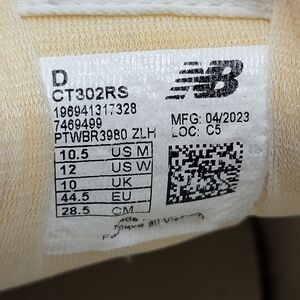 D
CT302RS
196941317328
7469499
PTWBR3980 ZLH
MFG: 04/2023
LOC: C5
10.5 US M
12 US W
10 UK
44.5 EU
28.5 CM
NB